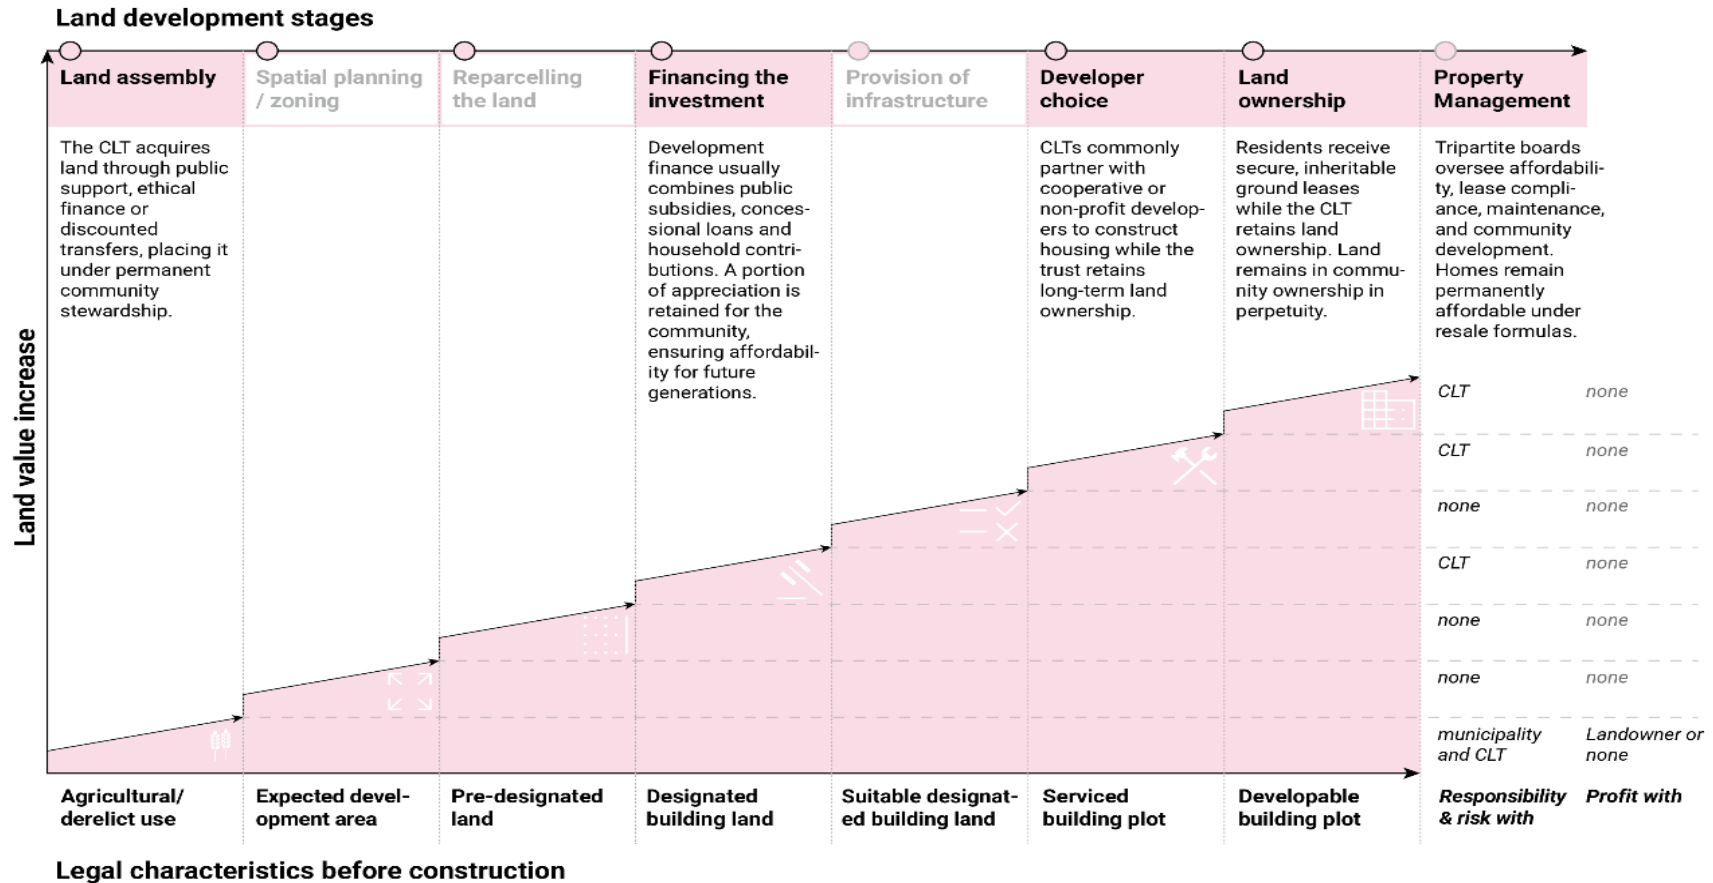 Land development stages
Land assembly
Spatial planning
/ zoning
Reparcelling
the land
Financing the
investment
Provision of
infrastructure
Developer
choice
Land
ownership
Property
Management
The CLT acquires
land through public
support, ethical
finance or
discounted
transfers, placing it
under permanent
community
stewardship.
Development
finance usually
combines public
subsidies, conces-
sional loans and
household contri-
butions. A portion
of appreciation is
retained for the
community,
ensuring affordabil-
ity for future
generations.
CLTs commonly
partner with
cooperative or
non-profit develop-
ers to construct
housing while the
trust retains
long-term land
ownership.
Residents receive
secure, inheritable
ground leases
while the CLT
retains land
ownership. Land
remains in commu-
nity ownership in
perpetuity.
Tripartite boards
oversee affordabili-
ty, lease compli-
ance, maintenance,
and community
development.
Homes remain
permanently
affordable under
resale formulas.
Land value increase
CLT none
CLT none
none none
CLT none
none none
none none
municipality
and CLT
Landowner or
none
Agricultural/
derelict use
Expected devel-
opment area
Pre-designated
land
Designated
building land
Suitable designat-
ed building land
Serviced
building plot
Developable
building plot
Responsibility
& risk with
Profit with
Legal characteristics before construction